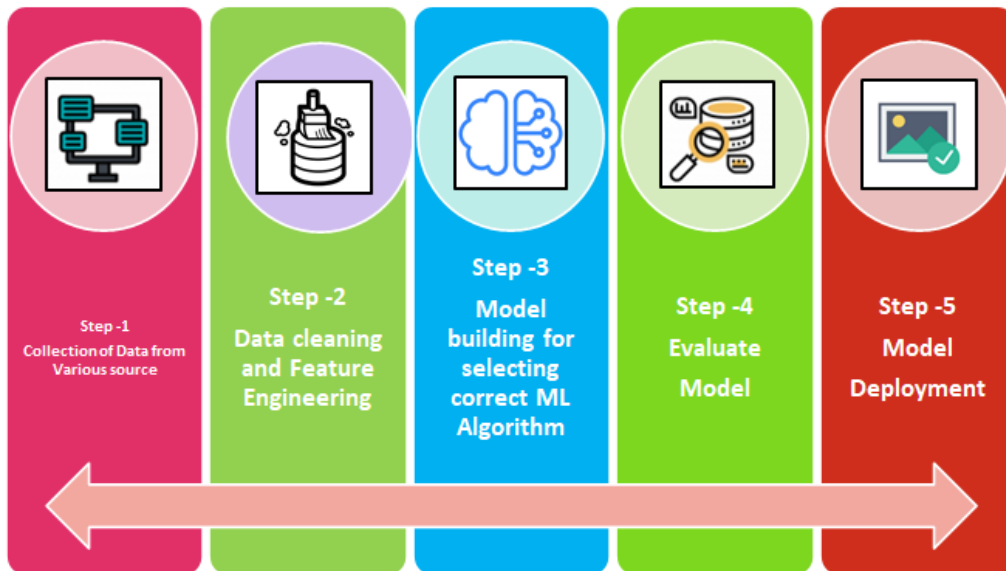 Step -1
Collection of Data from
Various source
Step -2
Data cleaning
and Feature
Engineering
Step -3
Model
building for
selecting
correct ML
Algorithm
Step -4
Evaluate
Model
Step -5
Model
Deployment